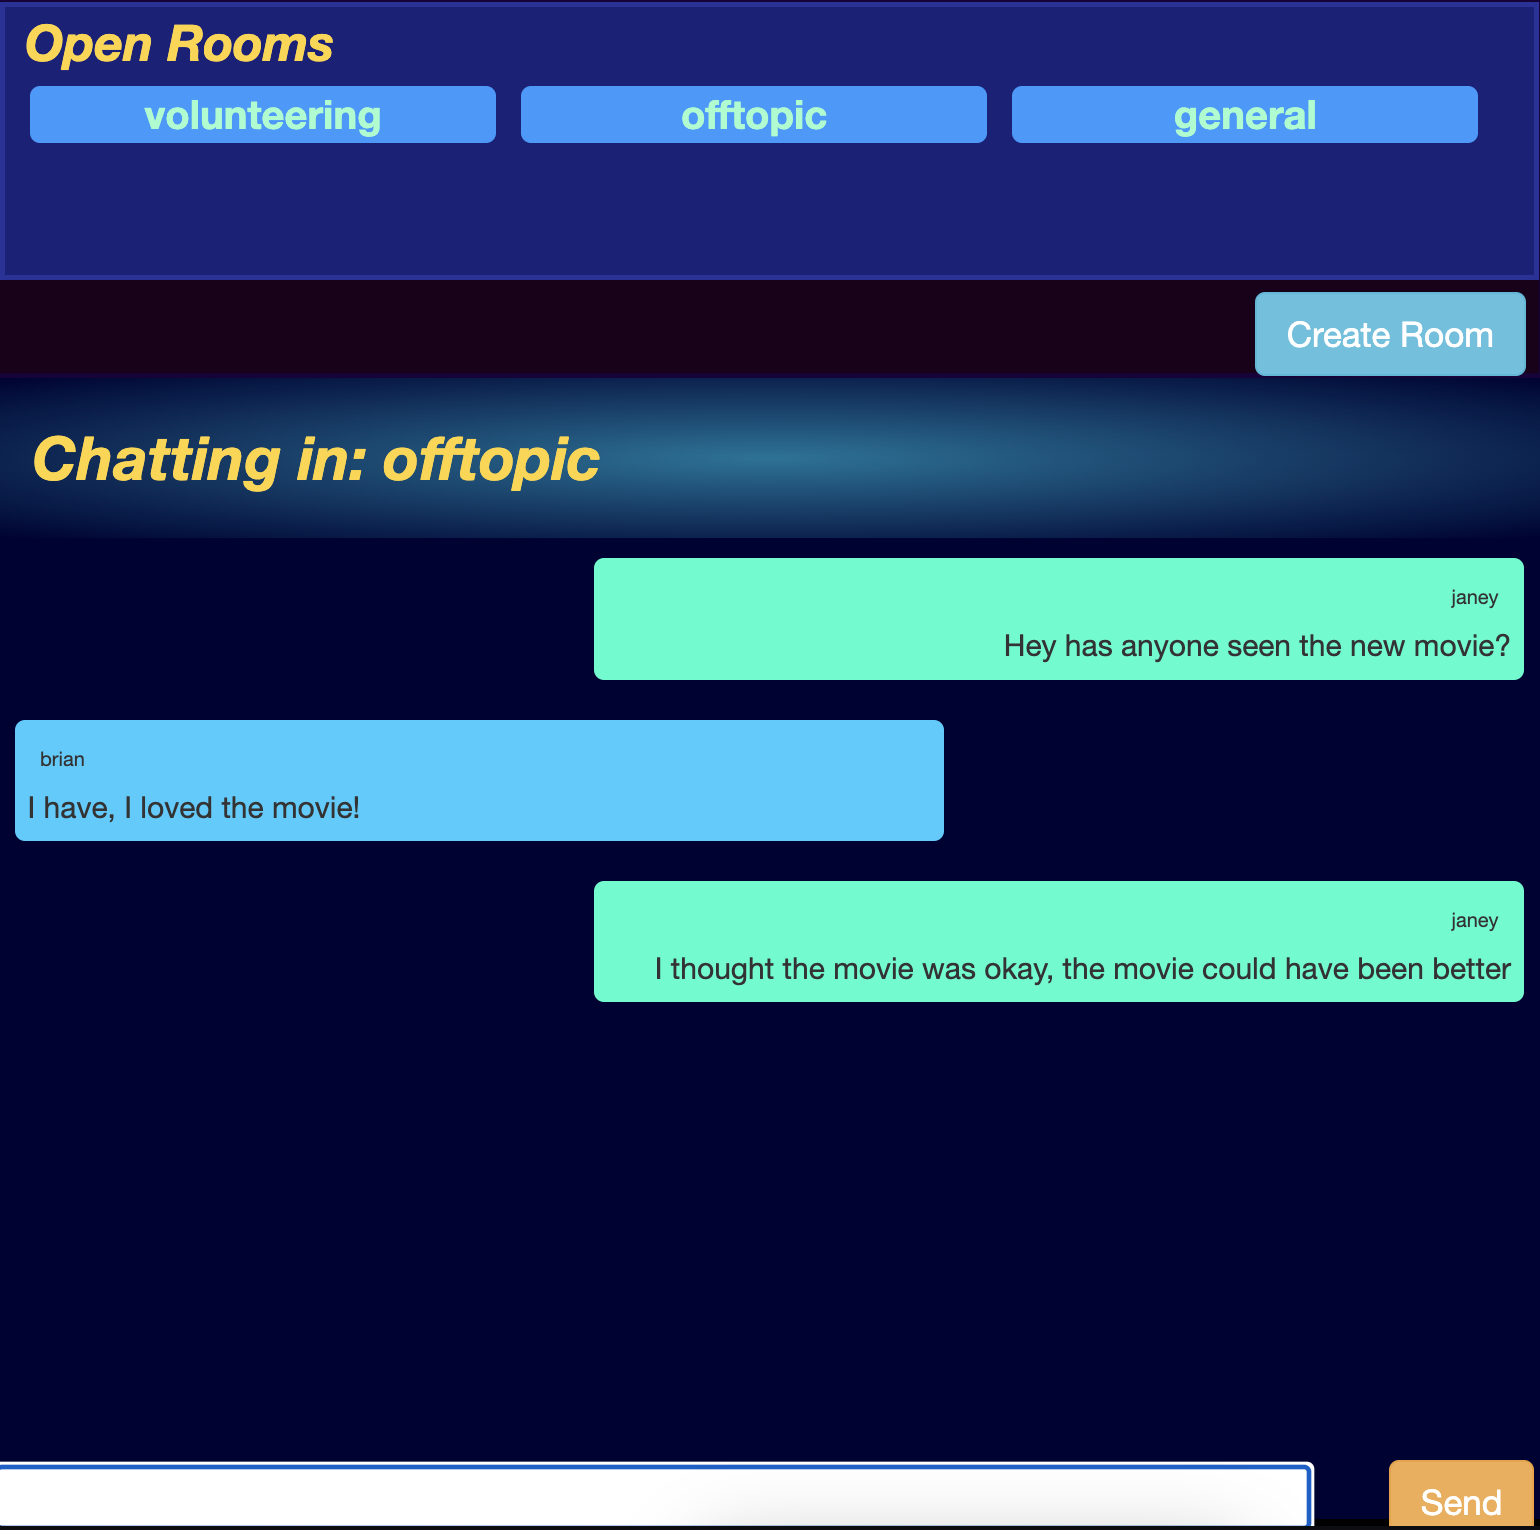 Open Rooms
volunteering offtopic general
Create Room
Chatting in: offtopic
janey
Hey has anyone seen the new movie?
brian
I have, I loved the movie!
janey
I thought the movie was okay, the movie could have been better
Send